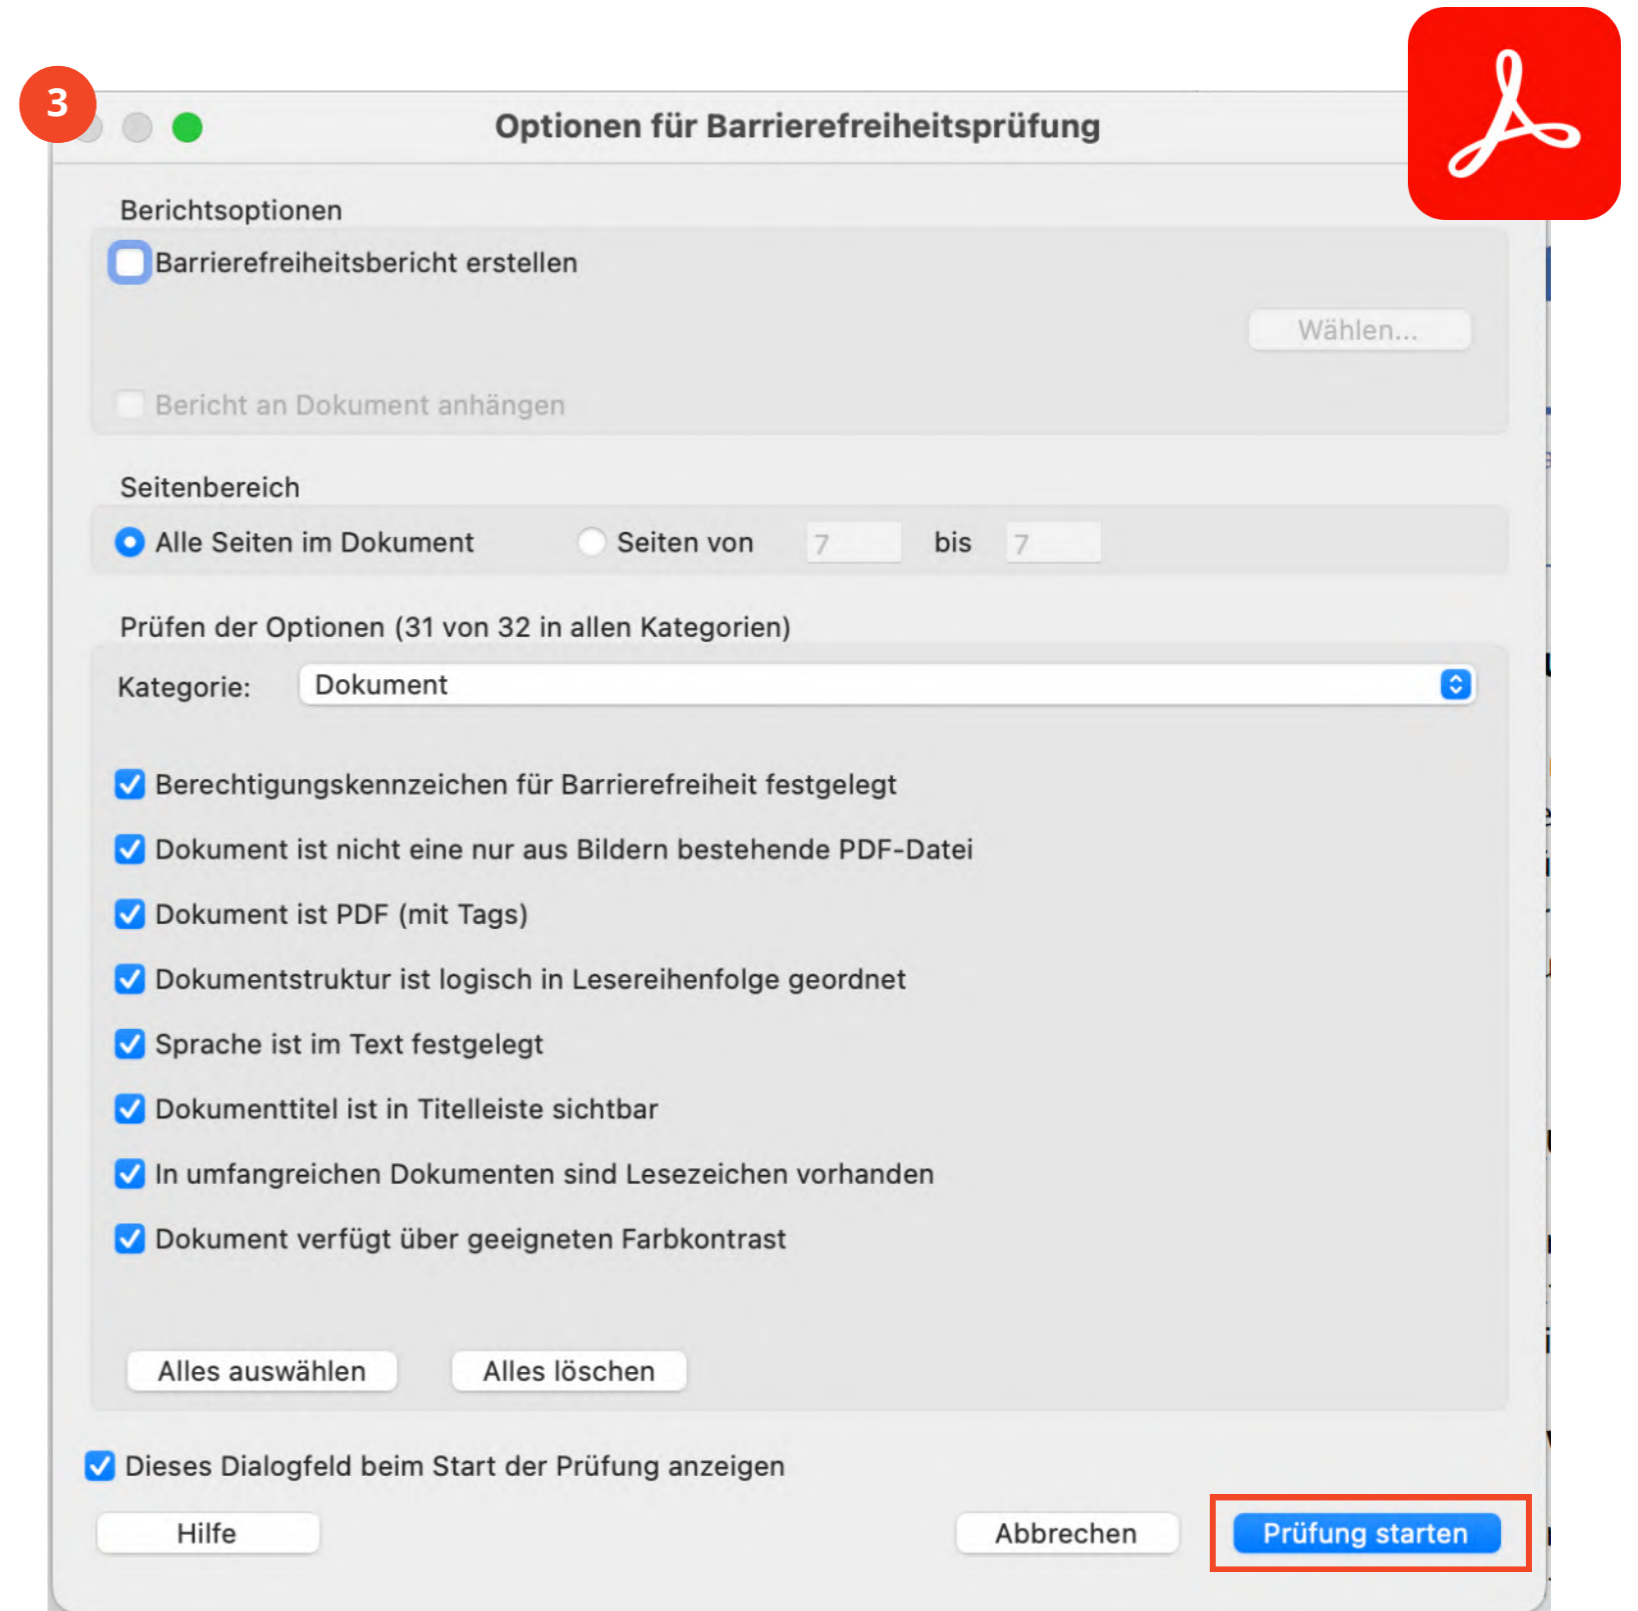 3
Optionen für Barrierefreiheitsprüfung
Berichtsoptionen
Barrierefreiheitsbericht erstellen
Wählen...
Bericht an Dokument anhängen
Seitenbereich
Alle Seiten im Dokument Seiten von 7 bis 7
Prüfen der Optionen (31 von 32 in allen Kategorien)
Kategorie: Dokument
Berechtigungskennzeichen für Barrierefreiheit festgelegt
Dokument ist nicht eine nur aus Bildern bestehende PDF-Datei
Dokument ist PDF (mit Tags)
Dokumentstruktur ist logisch in Lesereihenfolge geordnet
Sprache ist im Text festgelegt
Dokumenttitel ist in Titelleiste sichtbar
In umfangreichen Dokumenten sind Lesezeichen vorhanden
Dokument verfügt über geeigneten Farbkontrast
Alles auswählen Alles löschen
Dieses Dialogfeld beim Start der Prüfung anzeigen
Hilfe Abbrechen Prüfung starten